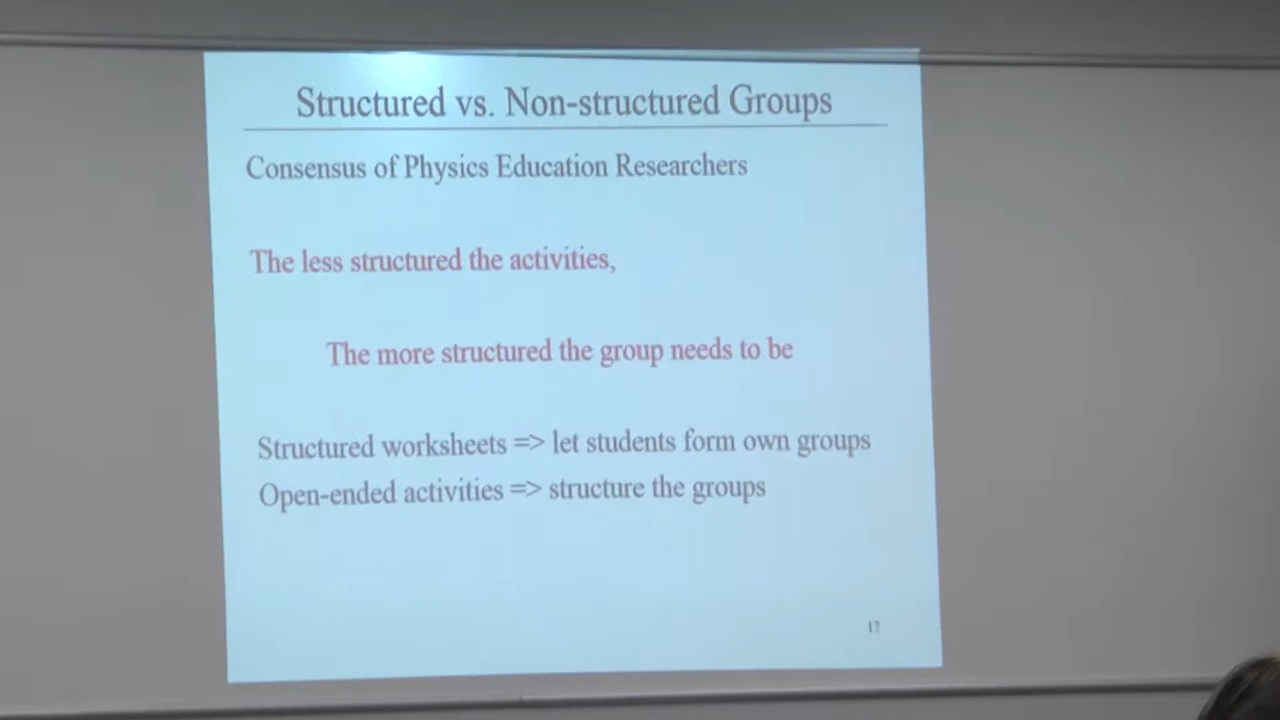 Structured vs. Non-structured Groups
Consensus of Physics Education Researchers
The less structured the activities,
The more structured the group needs to be
Structured worksheets => let students form own groups
Open-ended activities => structure the groups
17